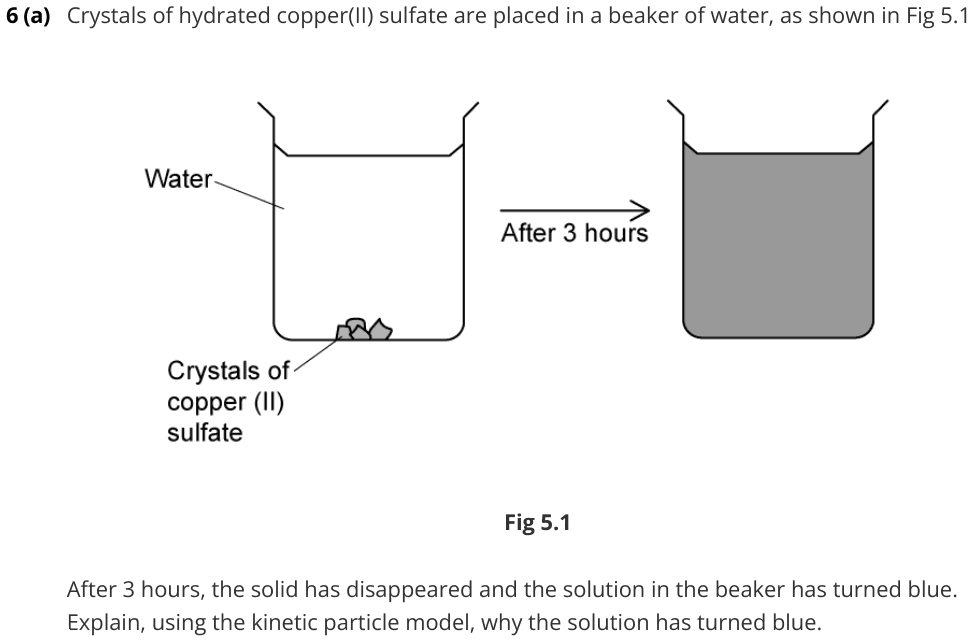 6 (a) Crystals of hydrated copper(II) sulfate are placed in a beaker of water, as shown in Fig 5.1
Water
After 3 hours
Crystals of
copper (II)
sulfate
Fig 5.1
After 3 hours, the solid has disappeared and the solution in the beaker has turned blue.
Explain, using the kinetic particle model, why the solution has turned blue.